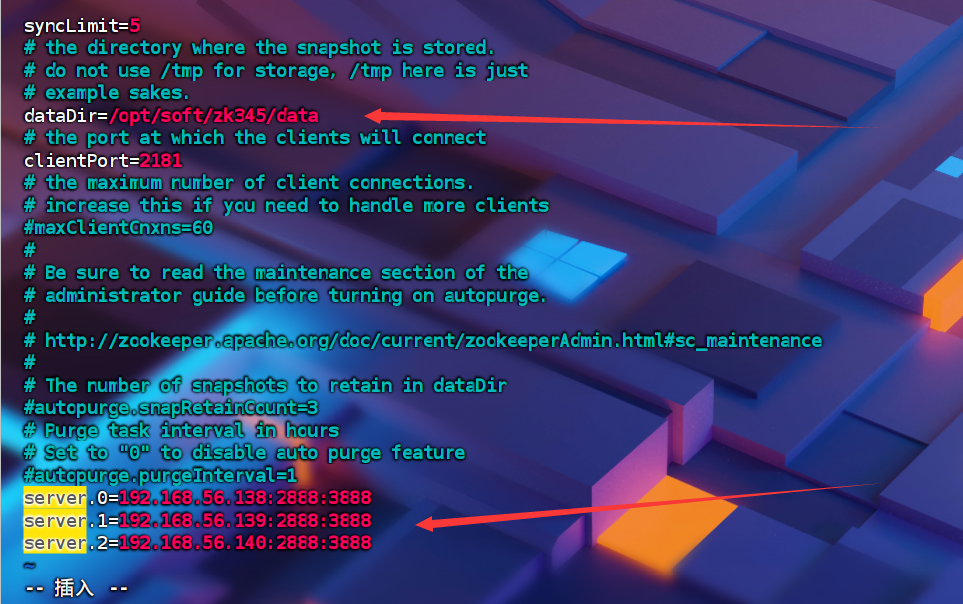 syncLimit=5
# the directory where the snapshot is stored.
# do not use /tmp for storage, /tmp here is just
# example sakes.
dataDir=/opt/soft/zk345/data
# the port at which the clients will connect
clientPort=2181
# the maximum number of client connections.
# increase this if you need to handle more clients
#maxClientCnxns=60
#
# Be sure to read the maintenance section of the
# administrator guide before turning on autopurge.
#
# http://zookeeper.apache.org/doc/current/zookeeperAdmin.html#sc_maintenance
#
# The number of snapshots to retain in dataDir
#autopurge.snapRetainCount=3
# Purge task interval in hours
# Set to "0" to disable auto purge feature
#autopurge.purgeInterval=1
server.0=192.168.56.138:2888:3888
server.1=192.168.56.139:2888:3888
server.2=192.168.56.140:2888:3888
~
-- 插入 --